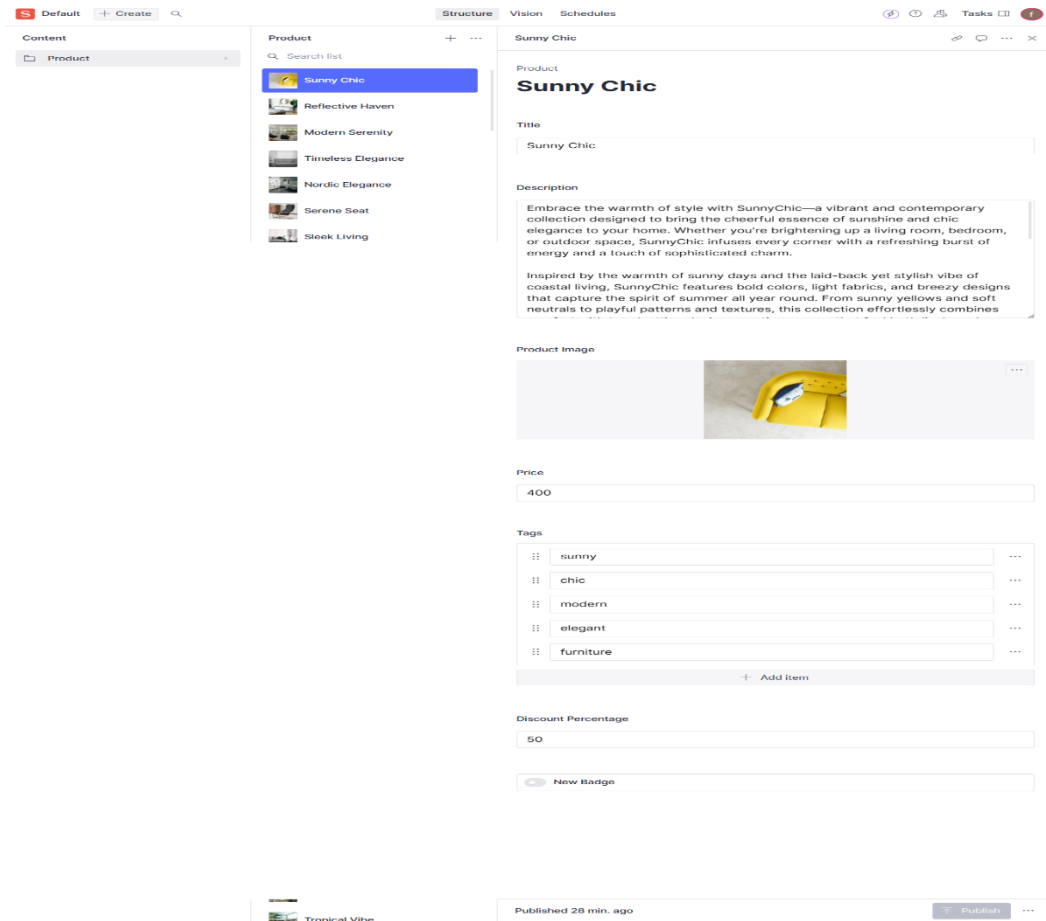 S Default + Create Structure Vision Schedules Tasks f
Content
Product
Product
Search list
Sunny Chic
Reflective Haven
Modern Serenity
Timeless Elegance
Nordic Elegance
Serene Seat
Sleek Living
Tropical Vibe
Sunny Chic
Product
Sunny Chic
Title
Sunny Chic
Description
Embrace the warmth of style with SunnyChic—a vibrant and contemporary
collection designed to bring the cheerful essence of sunshine and chic
elegance to your home. Whether you're brightening up a living room, bedroom,
or outdoor space, SunnyChic infuses every corner with a refreshing burst of
energy and a touch of sophisticated charm.
Inspired by the warmth of sunny days and the laid-back yet stylish vibe of
coastal living, SunnyChic features bold colors, light fabrics, and breezy designs
that capture the spirit of summer all year round. From sunny yellows and soft
neutrals to playful patterns and textures, this collection effortlessly combines
Product Image
Price
400
Tags
sunny
chic
modern
elegant
furniture
+ Add item
Discount Percentage
50
New Badge
Published 28 min. ago
Publish